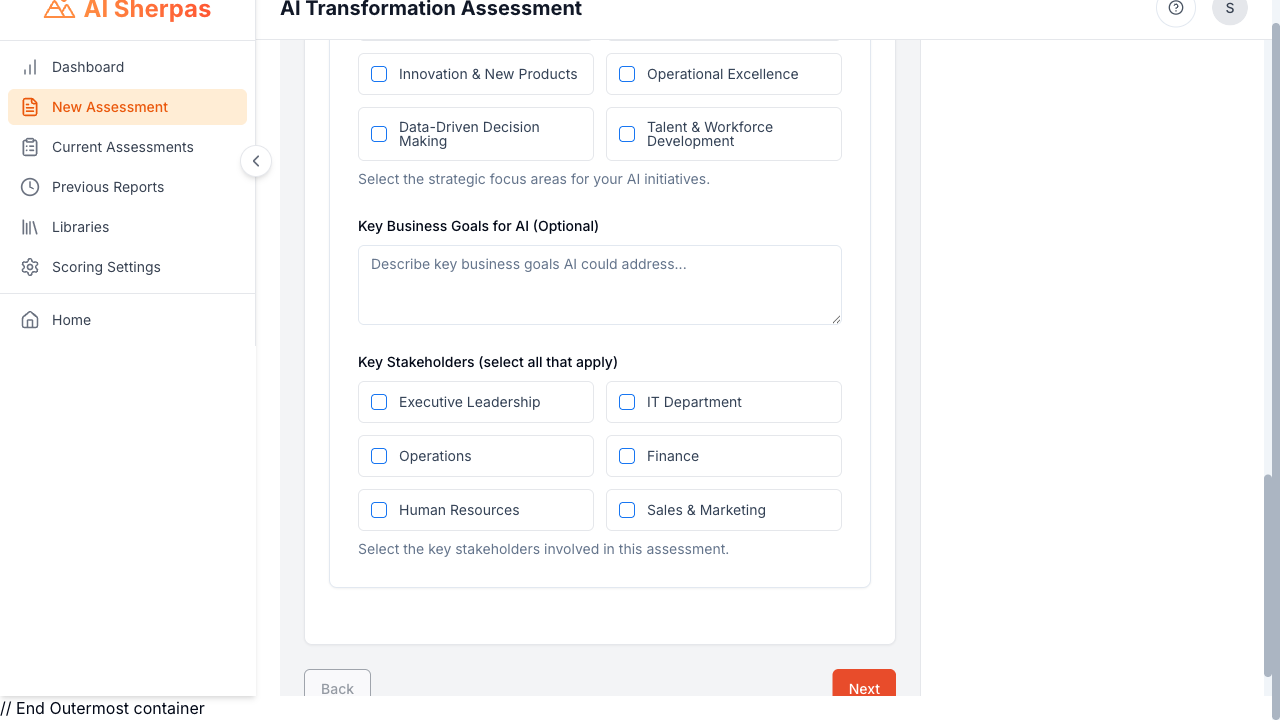 AI Sherpas
AI Transformation Assessment
S
Dashboard
New Assessment
Current Assessments
Previous Reports
Libraries
Scoring Settings
Home
Innovation & New Products
Operational Excellence
Data-Driven Decision
Making
Talent & Workforce
Development
Select the strategic focus areas for your AI initiatives.
Key Business Goals for AI (Optional)
Describe key business goals AI could address...
Key Stakeholders (select all that apply)
Executive Leadership
IT Department
Operations
Finance
Human Resources
Sales & Marketing
Select the key stakeholders involved in this assessment.
Back
Next
// End Outermost container